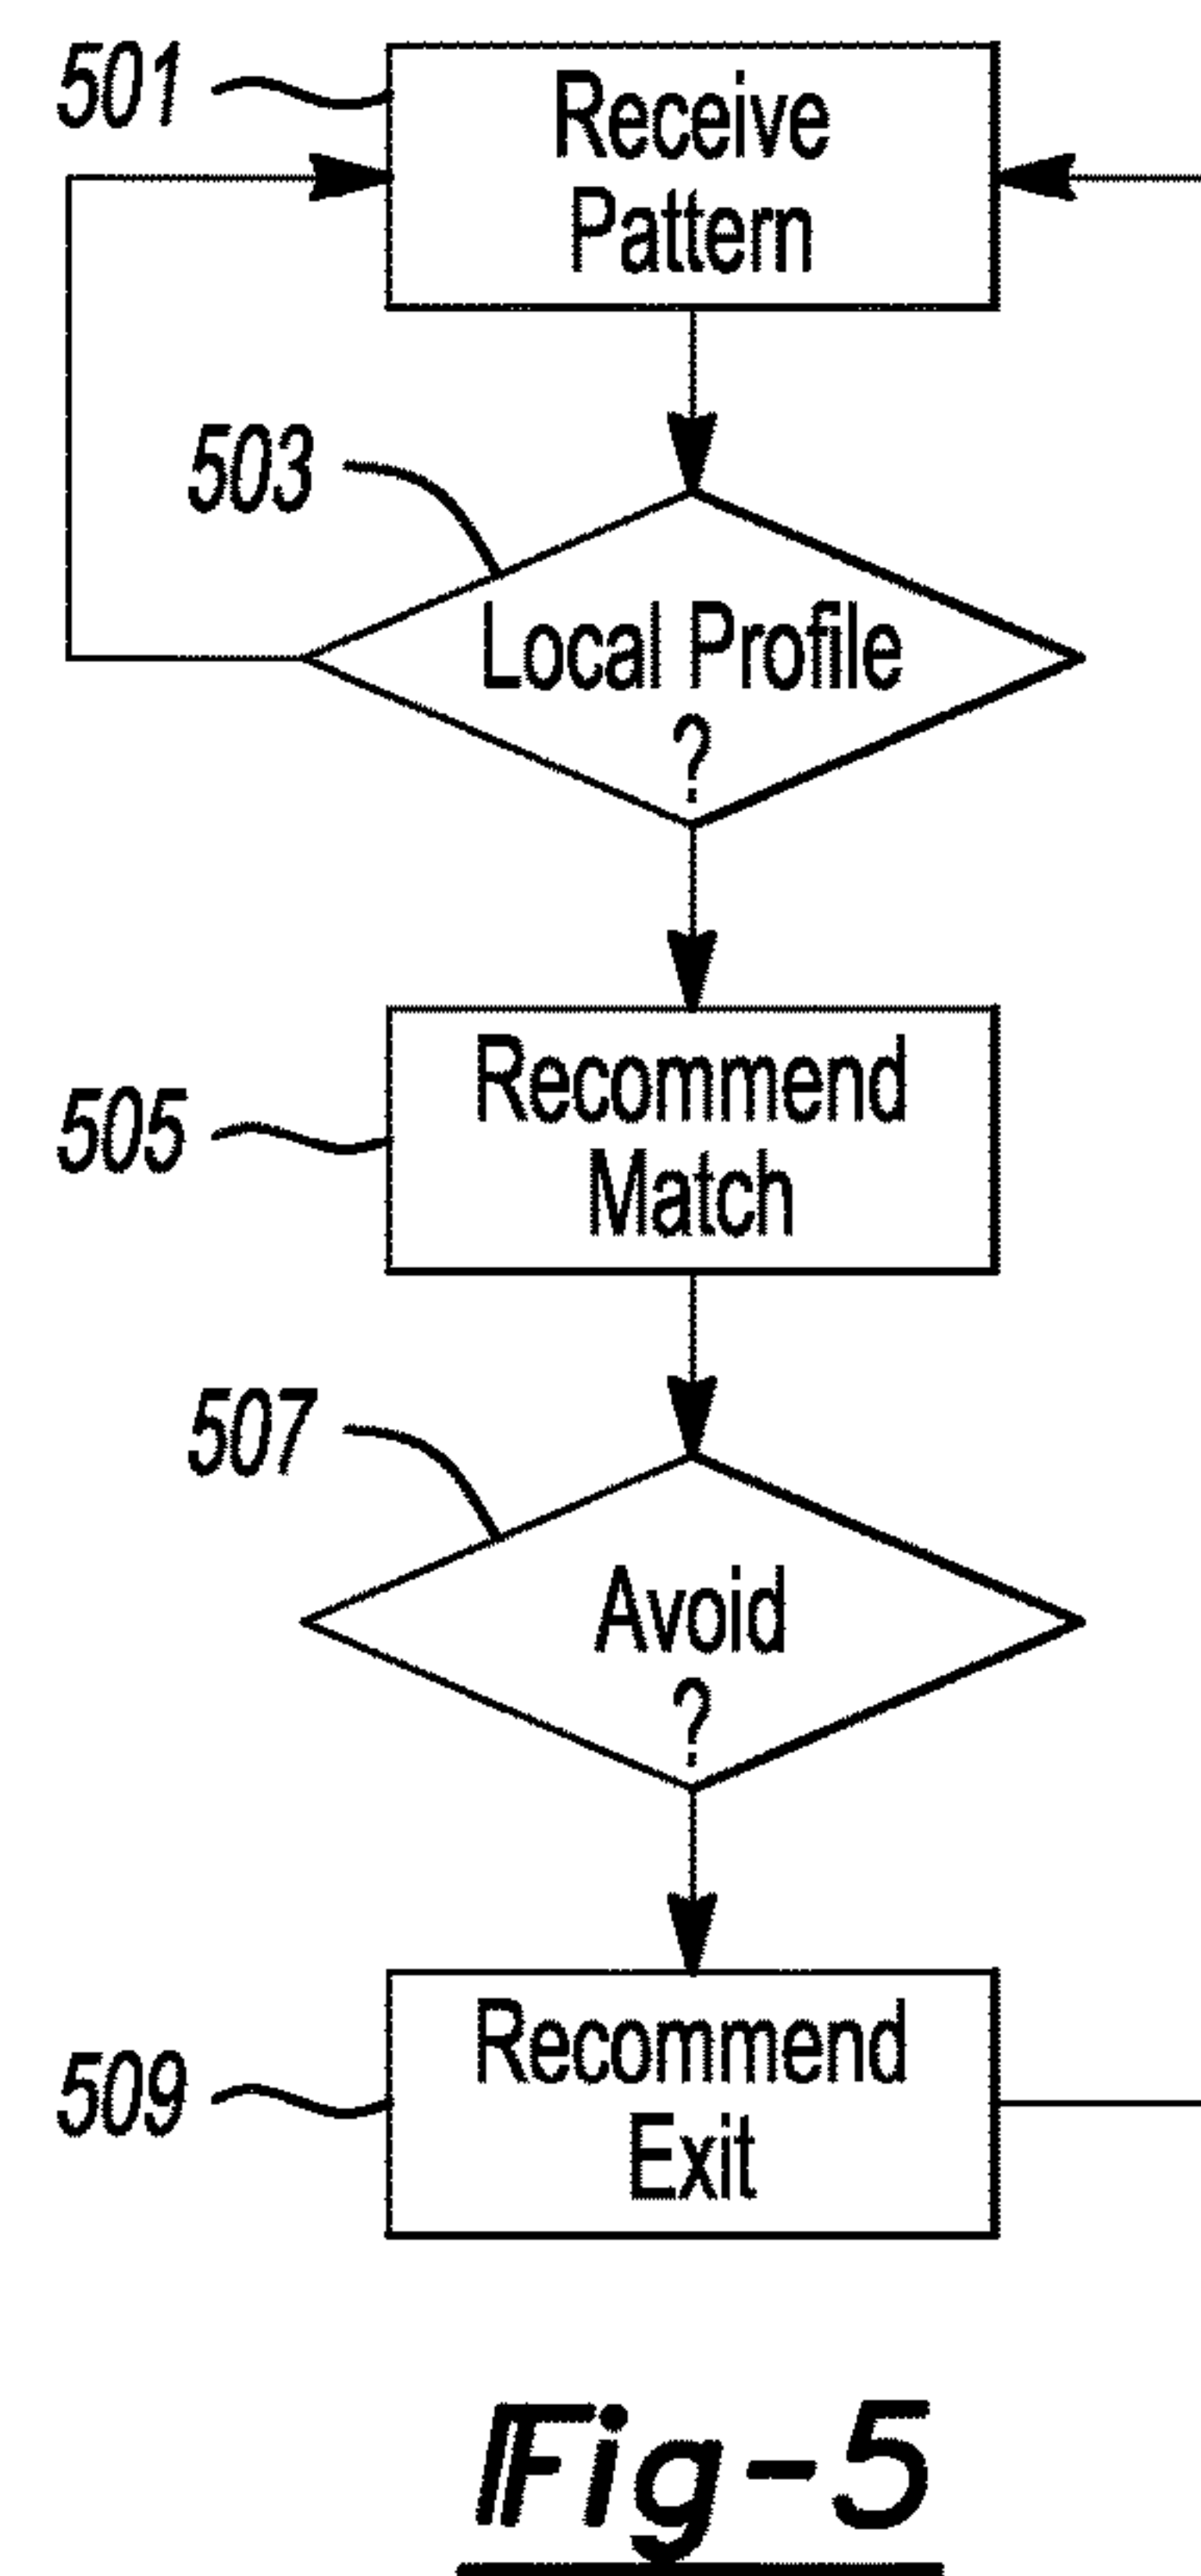 501
Receive
Pattern
503
Local Profile
?
505
Recommend
Match
507
Avoid
?
509
Recommend
Exit
Fig-5